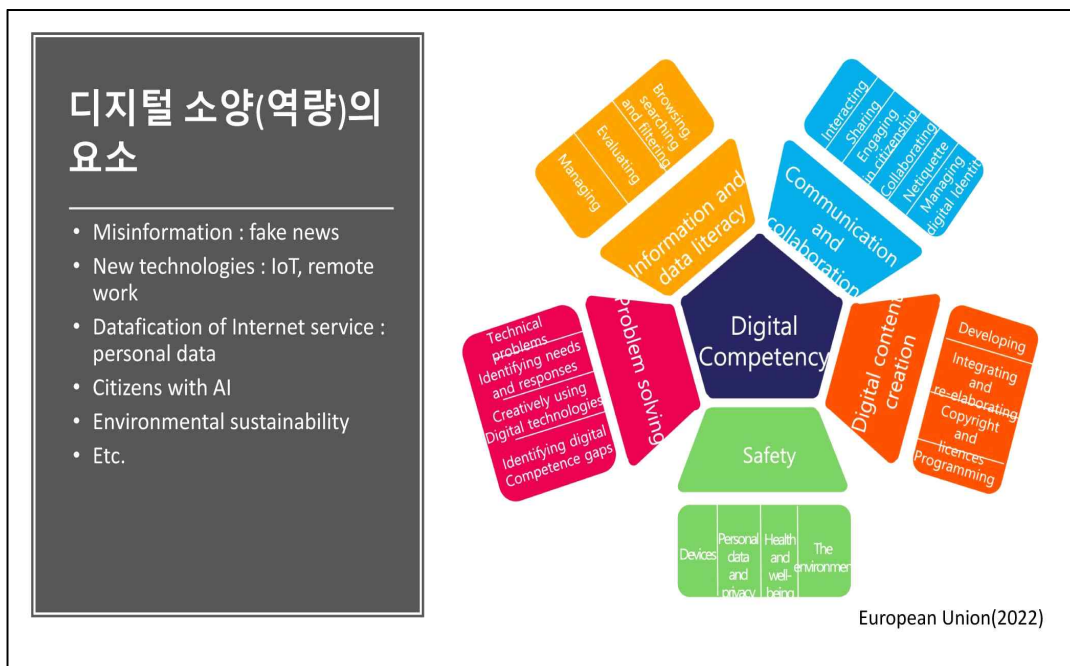 디지털 소양(역량)의
요소
• Misinformation : fake news
• New technologies : IoT, remote
work
• Datafication of Internet service :
personal data
• Citizens with AI
• Environmental sustainability
• Etc.
Browsing
searching
and filtering
Evaluating
Managing
Information and
data literacy
Interacting
Sharing
Engaging
in citizenship
Collaborating
Netiquette
Managing
digital Identit
Communication
and
collaboration
Digital
Competency
Developing
Integrating
and
re-elaborating
Copyright
and
licences
Programming
Digital content
creation
Safety
Devices
Personal
data
and
privacy
Health
and
well-
being
The
environment
Problem solving
Technical
problems
Identifying needs
and responses
Creatively using
Digital technologies
Identifying digital
Competence gaps
European Union(2022)